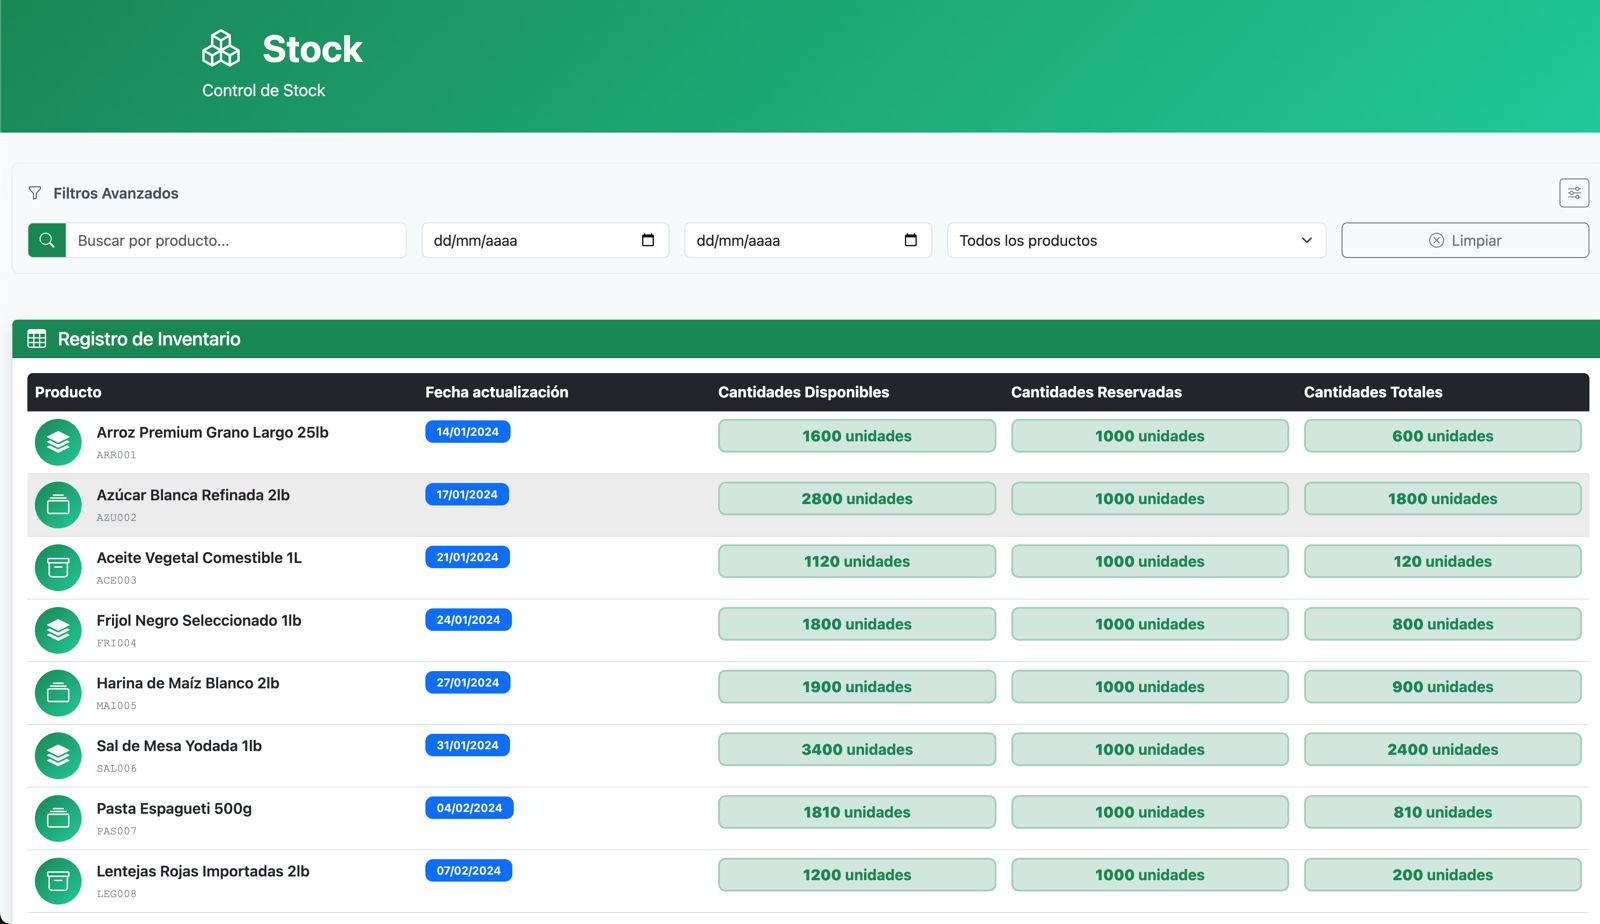 Stock
Control de Stock
Filtros Avanzados
Buscar por producto... dd/mm/aaaa dd/mm/aaaa Todos los productos Limpiar
Registro de Inventario
Producto Fecha actualización Cantidades Disponibles Cantidades Reservadas Cantidades Totales
Arroz Premium Grano Largo 25lb 14/01/2024 1600 unidades 1000 unidades 600 unidades
ARR001
Azúcar Blanca Refinada 2lb 17/01/2024 2800 unidades 1000 unidades 1800 unidades
AZU002
Aceite Vegetal Comestible 1L 21/01/2024 1120 unidades 1000 unidades 120 unidades
ACE003
Frijol Negro Seleccionado 1lb 24/01/2024 1800 unidades 1000 unidades 800 unidades
FRI004
Harina de Maíz Blanco 2lb 27/01/2024 1900 unidades 1000 unidades 900 unidades
MAI005
Sal de Mesa Yodada 1lb 31/01/2024 3400 unidades 1000 unidades 2400 unidades
SAL006
Pasta Espagueti 500g 04/02/2024 1810 unidades 1000 unidades 810 unidades
PAS007
Lentejas Rojas Importadas 2lb 07/02/2024 1200 unidades 1000 unidades 200 unidades
LEG008